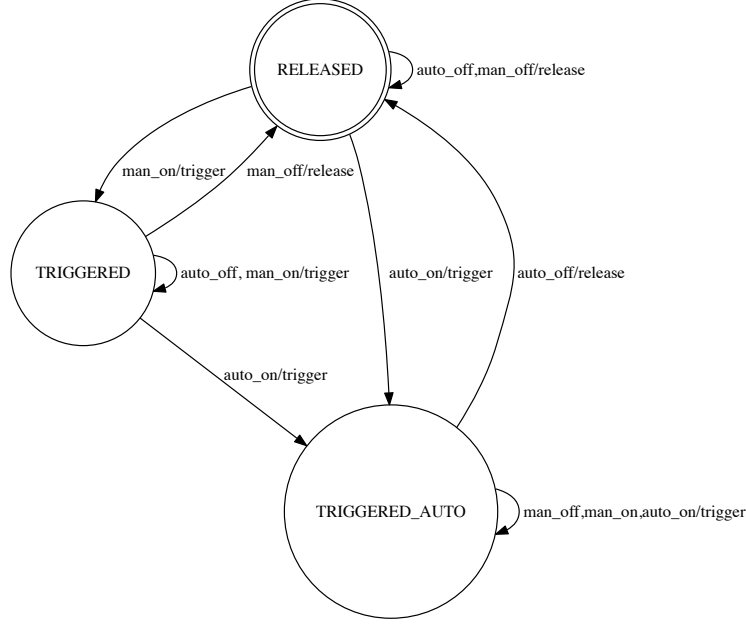 RELEASED
auto_off,man_off/release
man_on/trigger
man_off/release
TRIGGERED
auto_off, man_on/trigger
auto_on/trigger
auto_off/release
auto_on/trigger
TRIGGERED_AUTO
man_off,man_on,auto_on/trigger